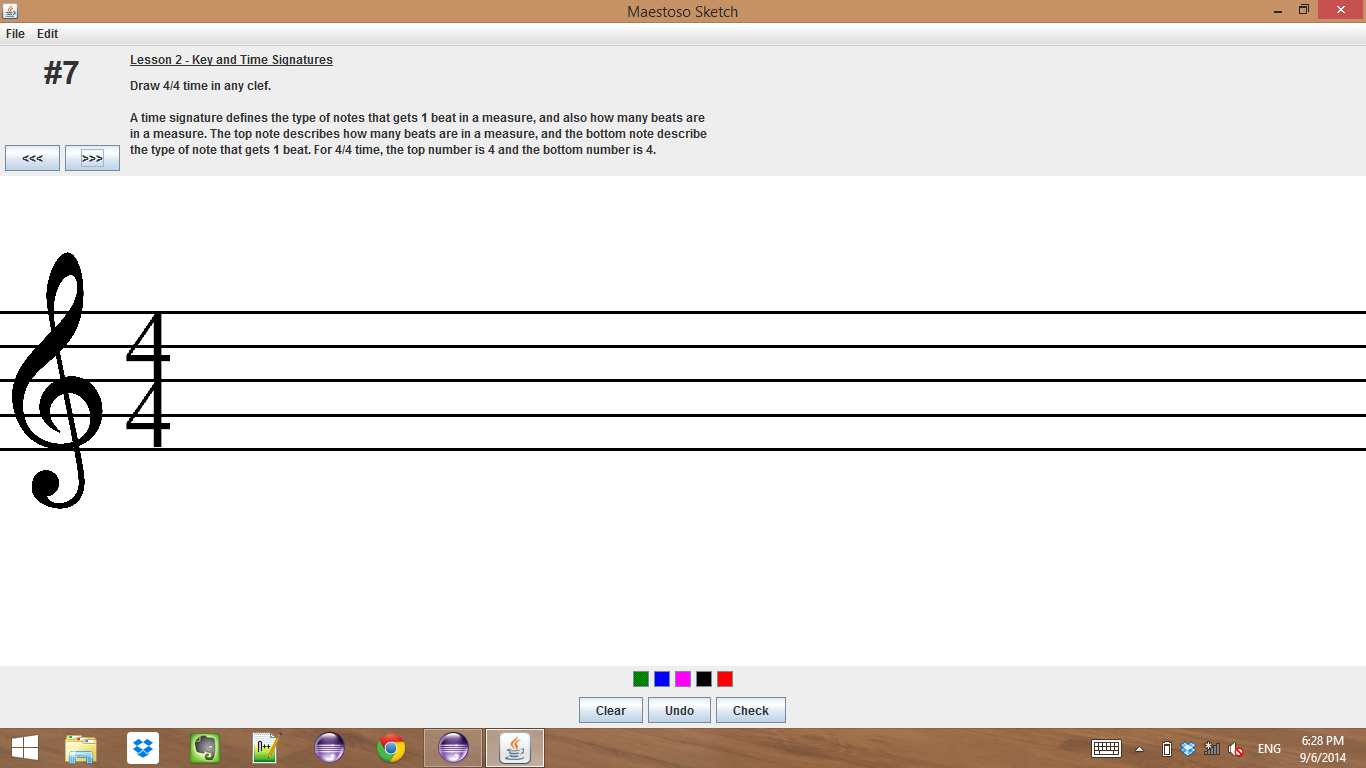 Maestoso Sketch
File Edit
#7
Lesson 2 - Key and Time Signatures
Draw 4/4 time in any clef.
A time signature defines the type of notes that gets 1 beat in a measure, and also how many beats are
in a measure. The top note describes how many beats are in a measure, and the bottom note describe
the type of note that gets 1 beat. For 4/4 time, the top number is 4 and the bottom number is 4.
<<< >>>
4
4
Clear Undo Check
ENG
6:28 PM
9/6/2014